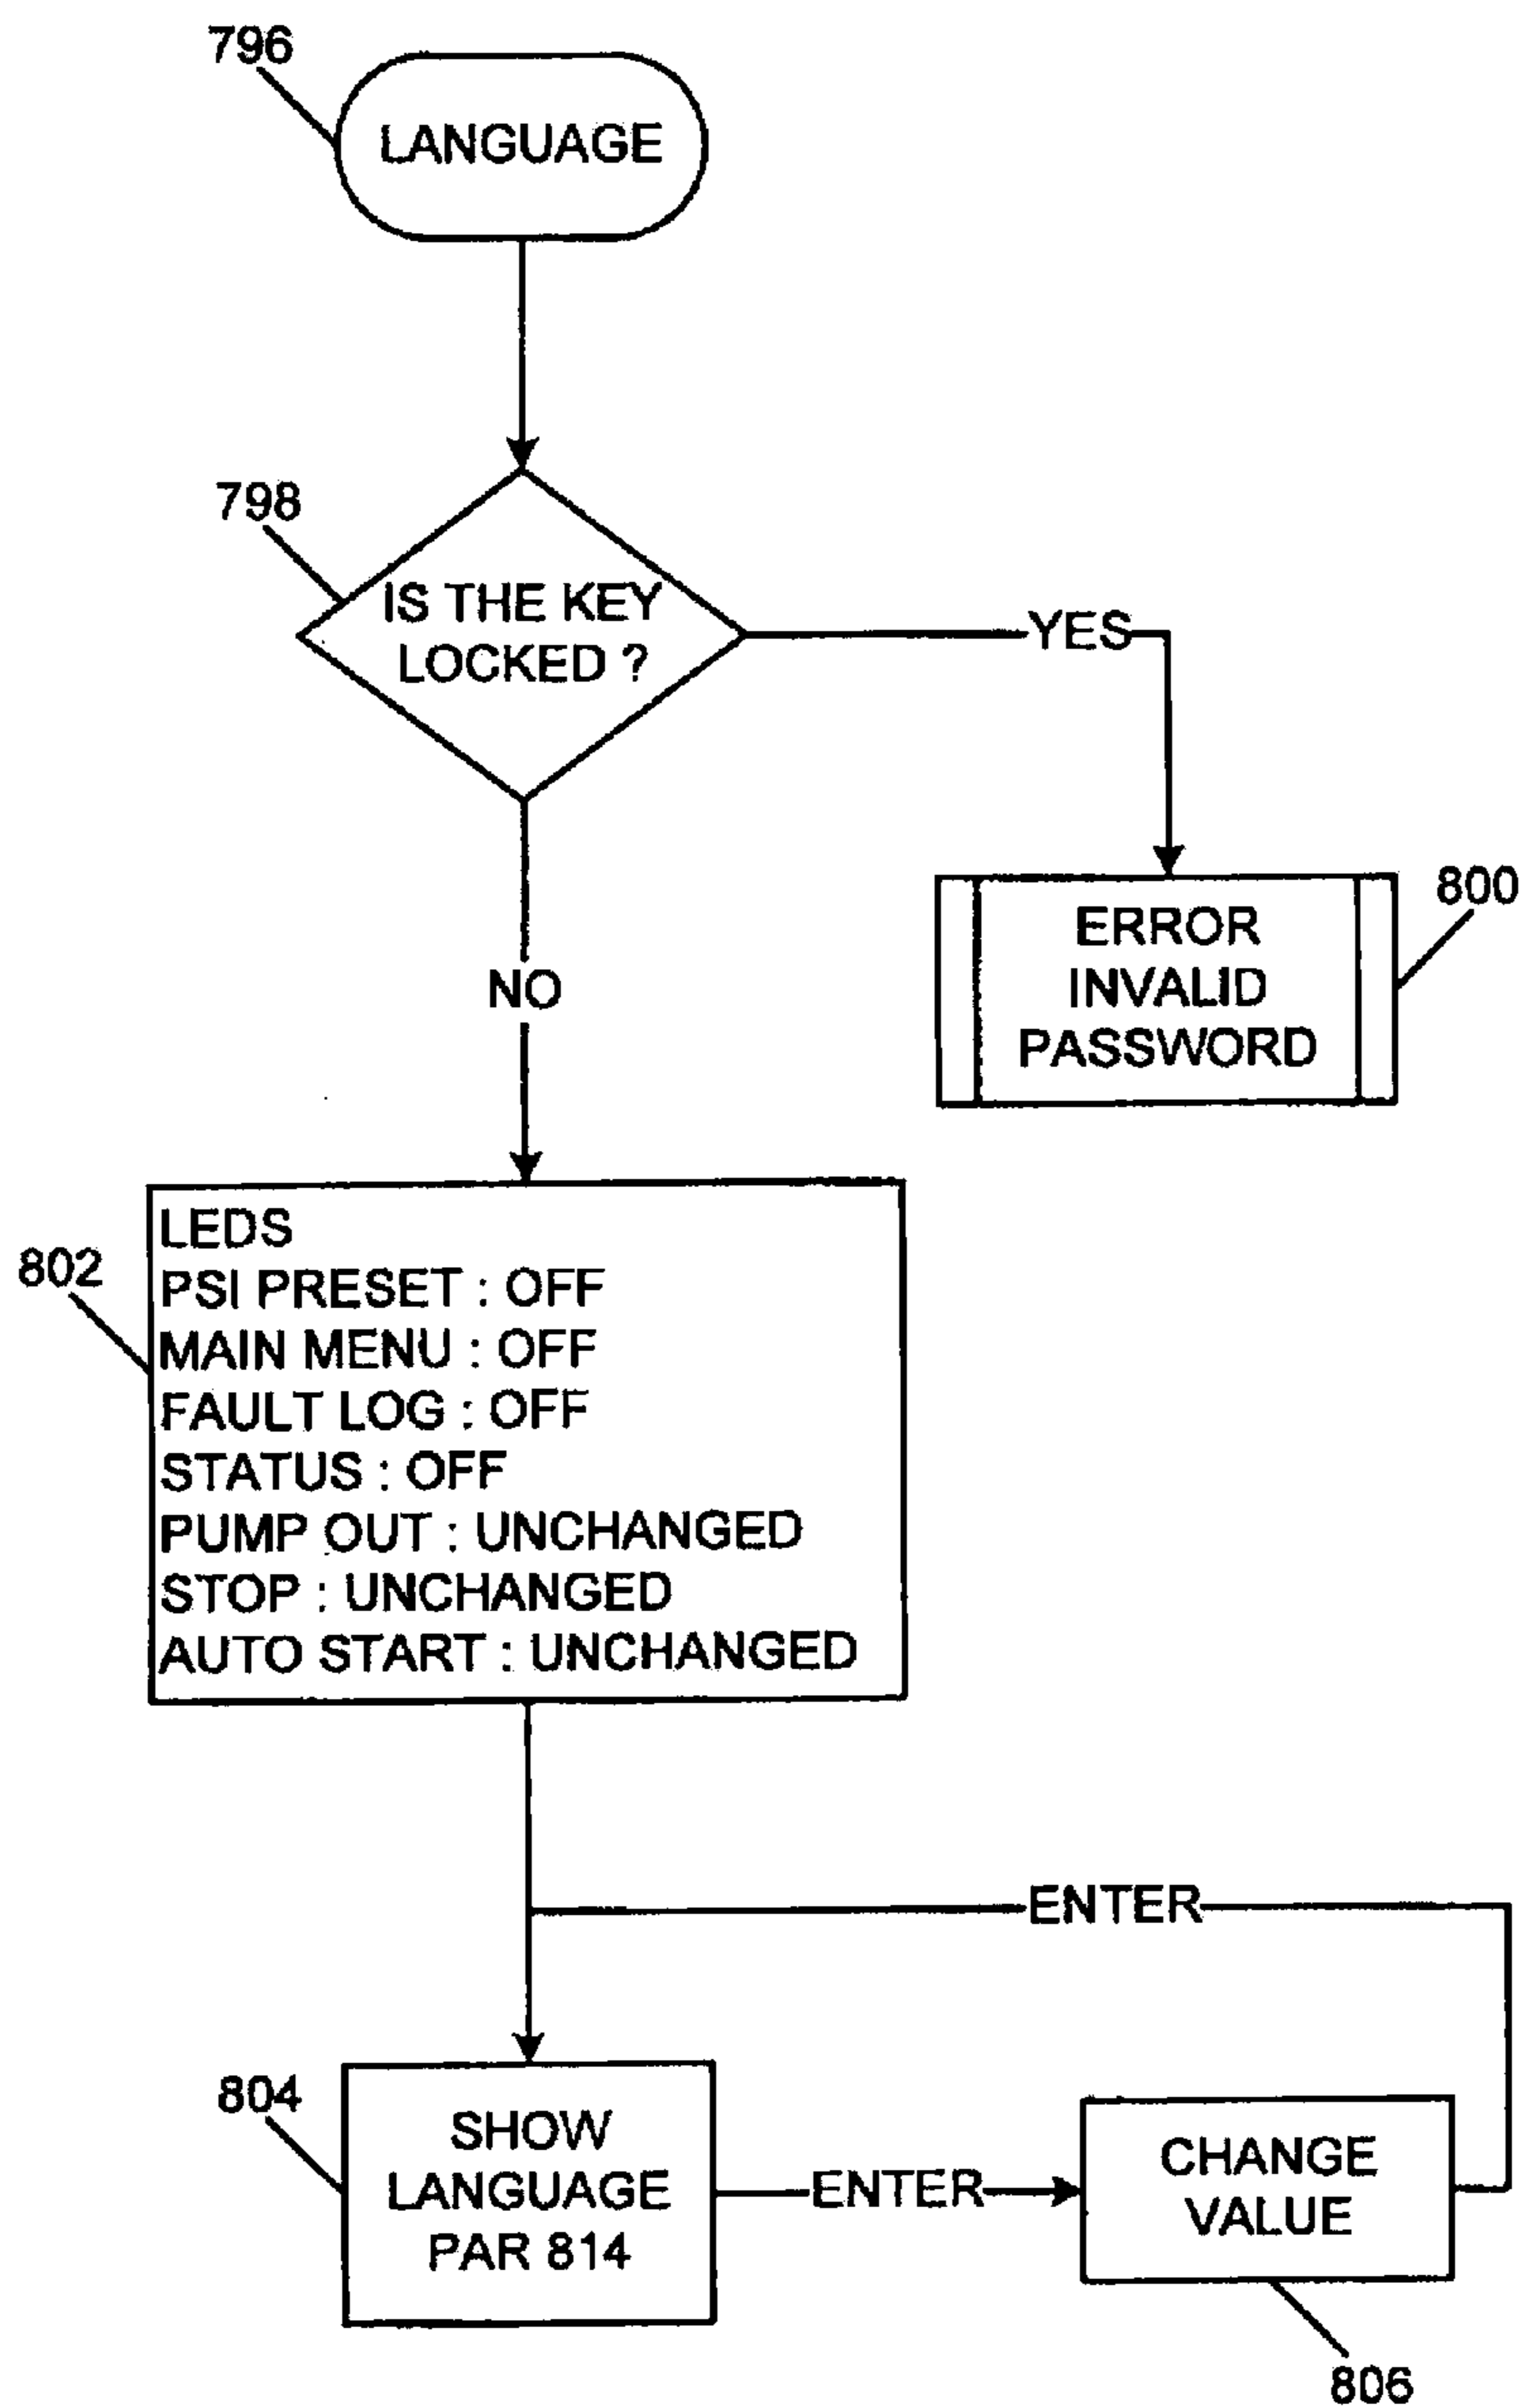 796
LANGUAGE
798
IS THE KEY
LOCKED ?
YES
800
ERROR
INVALID
PASSWORD
NO
802
LEDS
PSI PRESET : OFF
MAIN MENU : OFF
FAULT LOG : OFF
STATUS : OFF
PUMP OUT : UNCHANGED
STOP : UNCHANGED
AUTO START : UNCHANGED
ENTER
804
SHOW
LANGUAGE
PAR 814
ENTER
CHANGE
VALUE
806